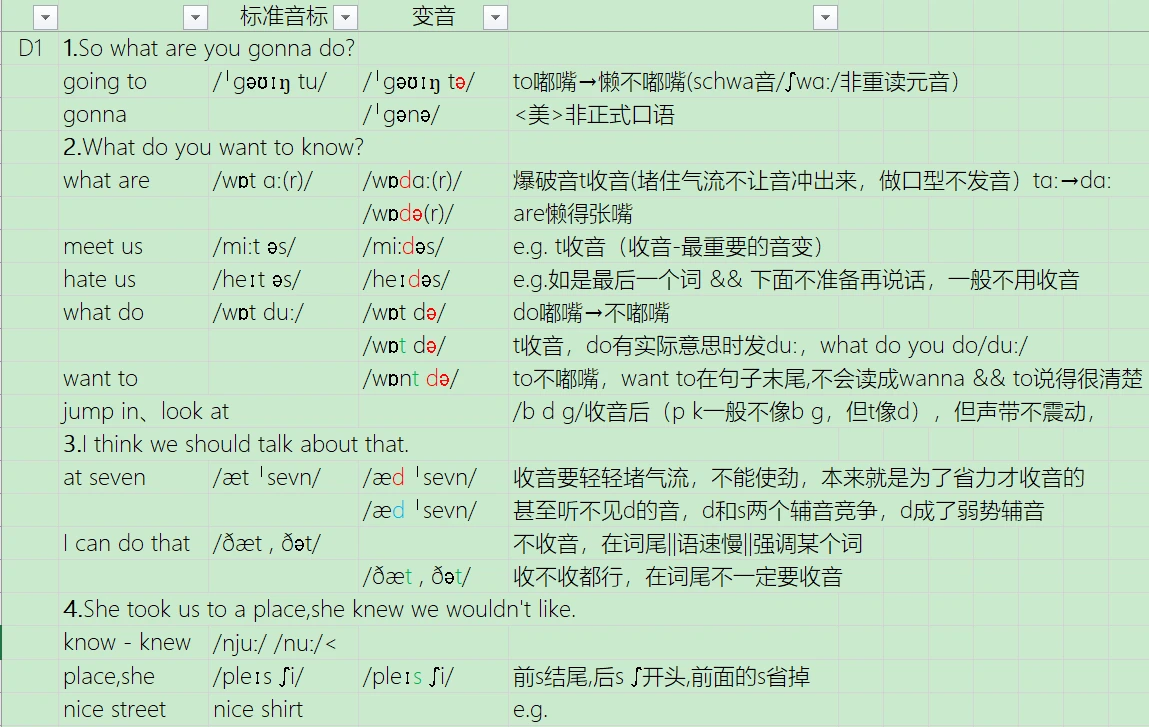 标准音标 变音
D1 1.So what are you gonna do?
going to /ˈgəʊɪŋ tu/ /ˈgəʊɪŋ tə/ to嘟嘴→懒不嘟嘴(schwa音/ʃwɑː/非重读元音）
gonna /ˈgənə/ <美>非正式口语
2.What do you want to know?
what are /wɒt ɑː(r)/ /wɒdɑː(r)/ 爆破音t收音(堵住气流不让音冲出来，做口型不发音）tɑː→dɑː
/wɒdə(r)/ are懒得张嘴
meet us /miːt əs/ /miːdəs/ e.g. t收音（收音-最重要的音变）
hate us /heɪt əs/ /heɪdəs/ e.g.如是最后一个词 && 下面不准备再说话，一般不用收音
what do /wɒt duː/ /wɒt də/ do嘟嘴→不嘟嘴
/wɒt də/ t收音，do有实际意思时发duː，what do you do/duː/
want to /wɒnt də/ to不嘟嘴，want to在句子末尾,不会读成wanna && to说得很清楚
jump in、look at /b d g/收音后（p k一般不像b g，但t像d），但声带不震动，
3.I think we should talk about that.
at seven /æt ˈsevn/ /æd ˈsevn/ 收音要轻轻堵气流，不能使劲，本来就是为了省力才收音的
/æd ˈsevn/ 甚至听不见d的音，d和s两个辅音竞争，d成了弱势辅音
I can do that /ðæt , ðət/ 不收音，在词尾||语速慢||强调某个词
/ðæt , ðət/ 收不收都行，在词尾不一定要收音
4.She took us to a place,she knew we wouldn't like.
know - knew /njuː/ /nuː/<
place,she /pleɪs ʃi/ /pleɪs ʃi/ 前s结尾,后s ʃ开头,前面的s省掉
nice street nice shirt e.g.